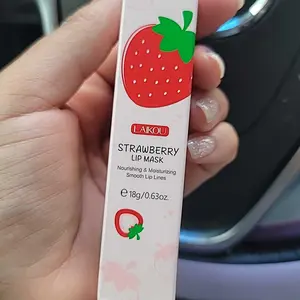 LAIKOU
STRAWBERRY
LIP MASK
Nourishing & Moisturizing
Smooth Lip Lines
℮18g/0.63oz.